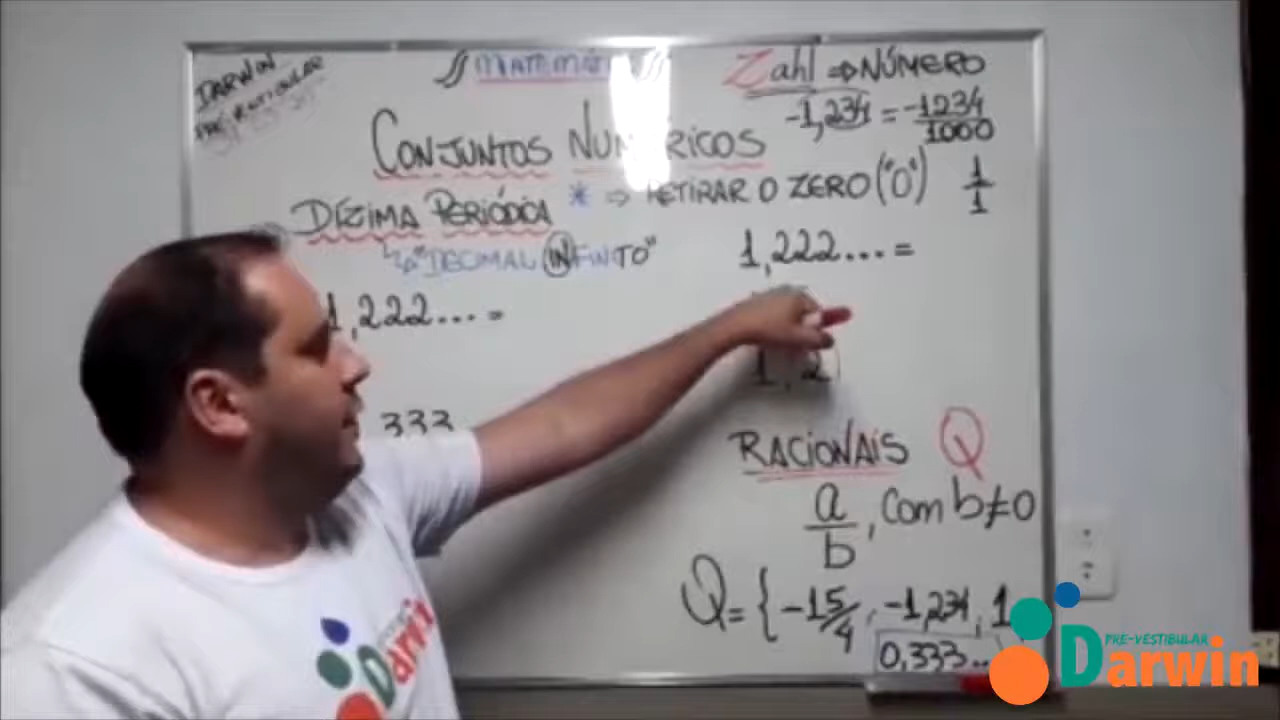 DARWIN
PRÉ-VESTIBULAR
MATEMÁTI
Zahl ⇒ NÚMERO
-1,234 = -1234/1000
CONJUNTOS NUMÉRICOS
1/1
DÍZIMA PERIÓDICA
* ⇒ RETIRAR O ZERO ("0")
"DECIMAL INFINITO"
1,222... =
1,222... =
1,2
333
RACIONAIS Q
a/b, com b≠0
Q = { -15/4, -1,234, 1
0,333...
Darwin
PRÉ-VESTIBULAR
Darwin